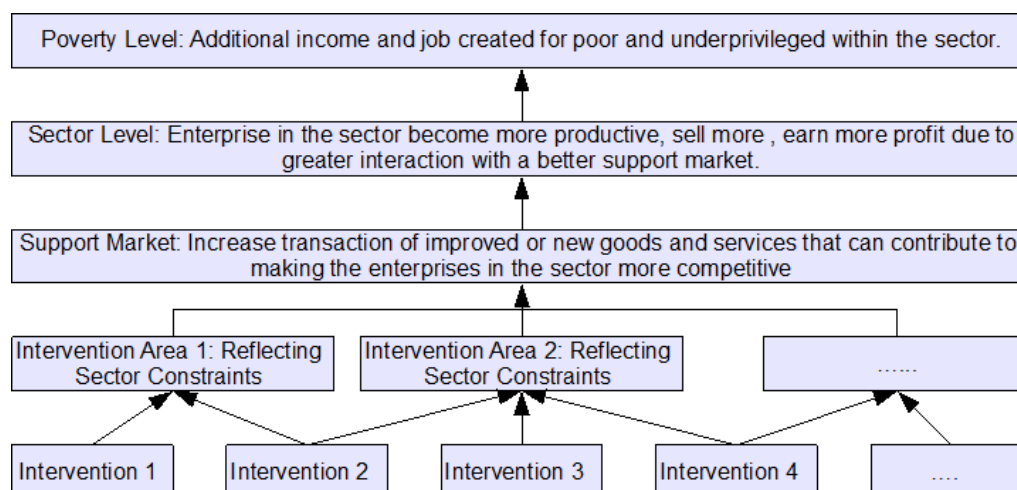 Poverty Level: Additional income and job created for poor and underprivileged within the sector.
Sector Level: Enterprise in the sector become more productive, sell more , earn more profit due to
greater interaction with a better support market.
Support Market: Increase transaction of improved or new goods and services that can contribute to
making the enterprises in the sector more competitive
Intervention Area 1: Reflecting
Sector Constraints
Intervention Area 2: Reflecting
Sector Constraints
......
Intervention 1
Intervention 2
Intervention 3
Intervention 4
....